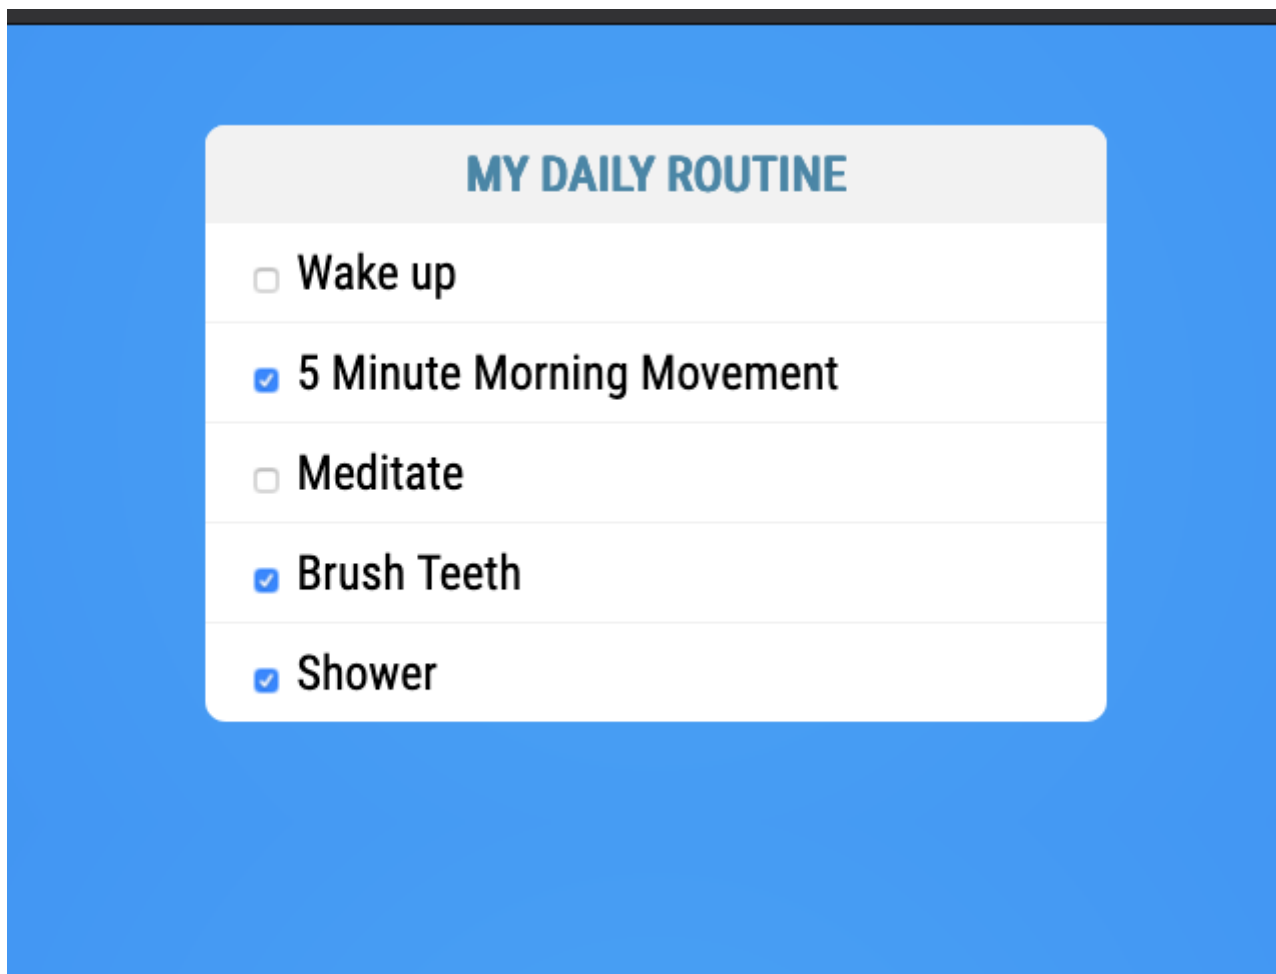 MY DAILY ROUTINE
Wake up
5 Minute Morning Movement
Meditate
Brush Teeth
Shower